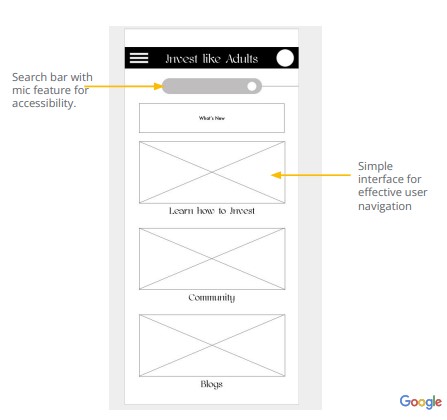 Invest like Adults
Search bar with
mic feature for
accessibility.
What's New
Simple
interface for
effective user
navigation
Learn how to Invest
Community
Blogs
Google